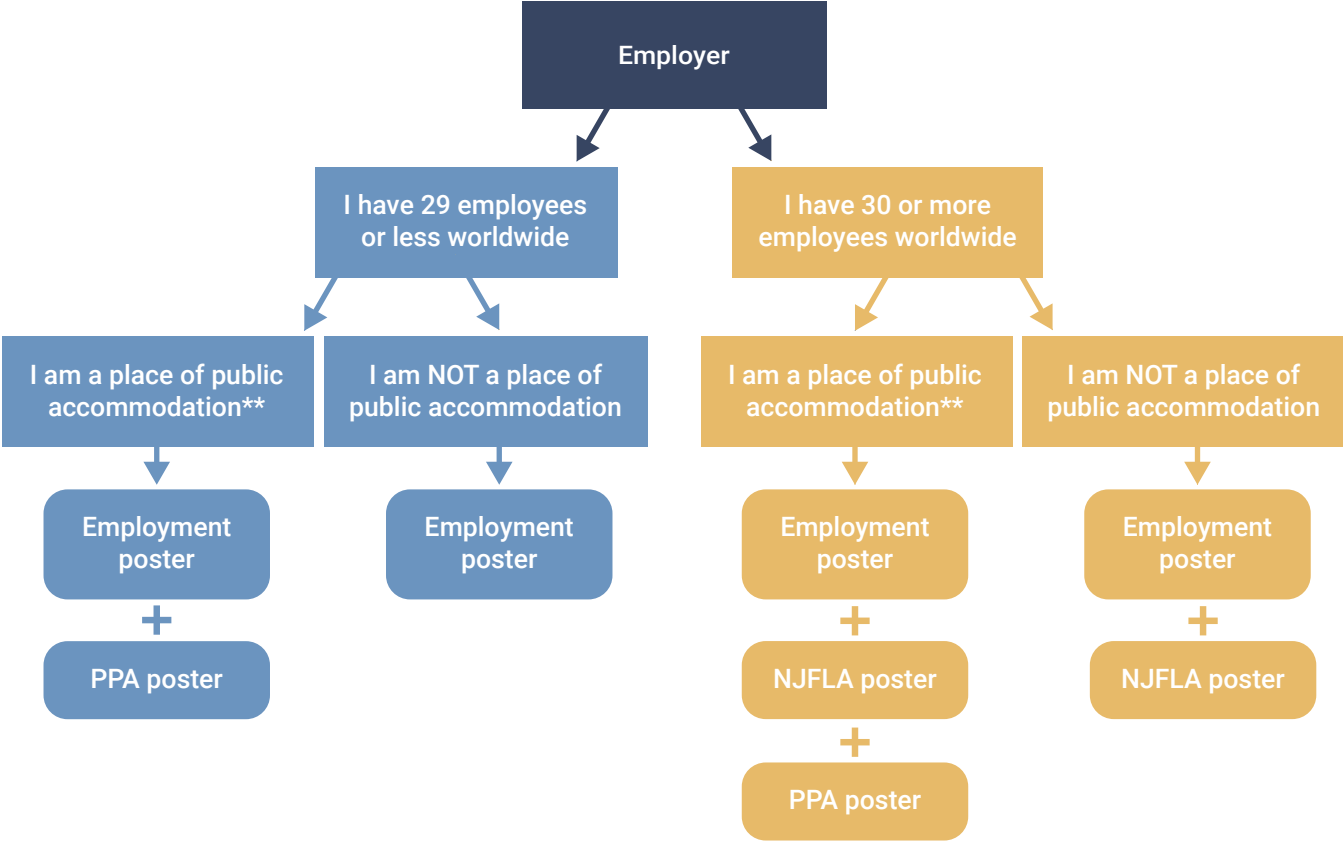 Employer
I have 29 employees
or less worldwide
I have 30 or more
employees worldwide
I am a place of public
accommodation**
I am NOT a place of
public accommodation
I am a place of public
accommodation**
I am NOT a place of
public accommodation
Employment
poster
Employment
poster
Employment
poster
Employment
poster
+
+
+
PPA poster
NJFLA poster
NJFLA poster
+
PPA poster